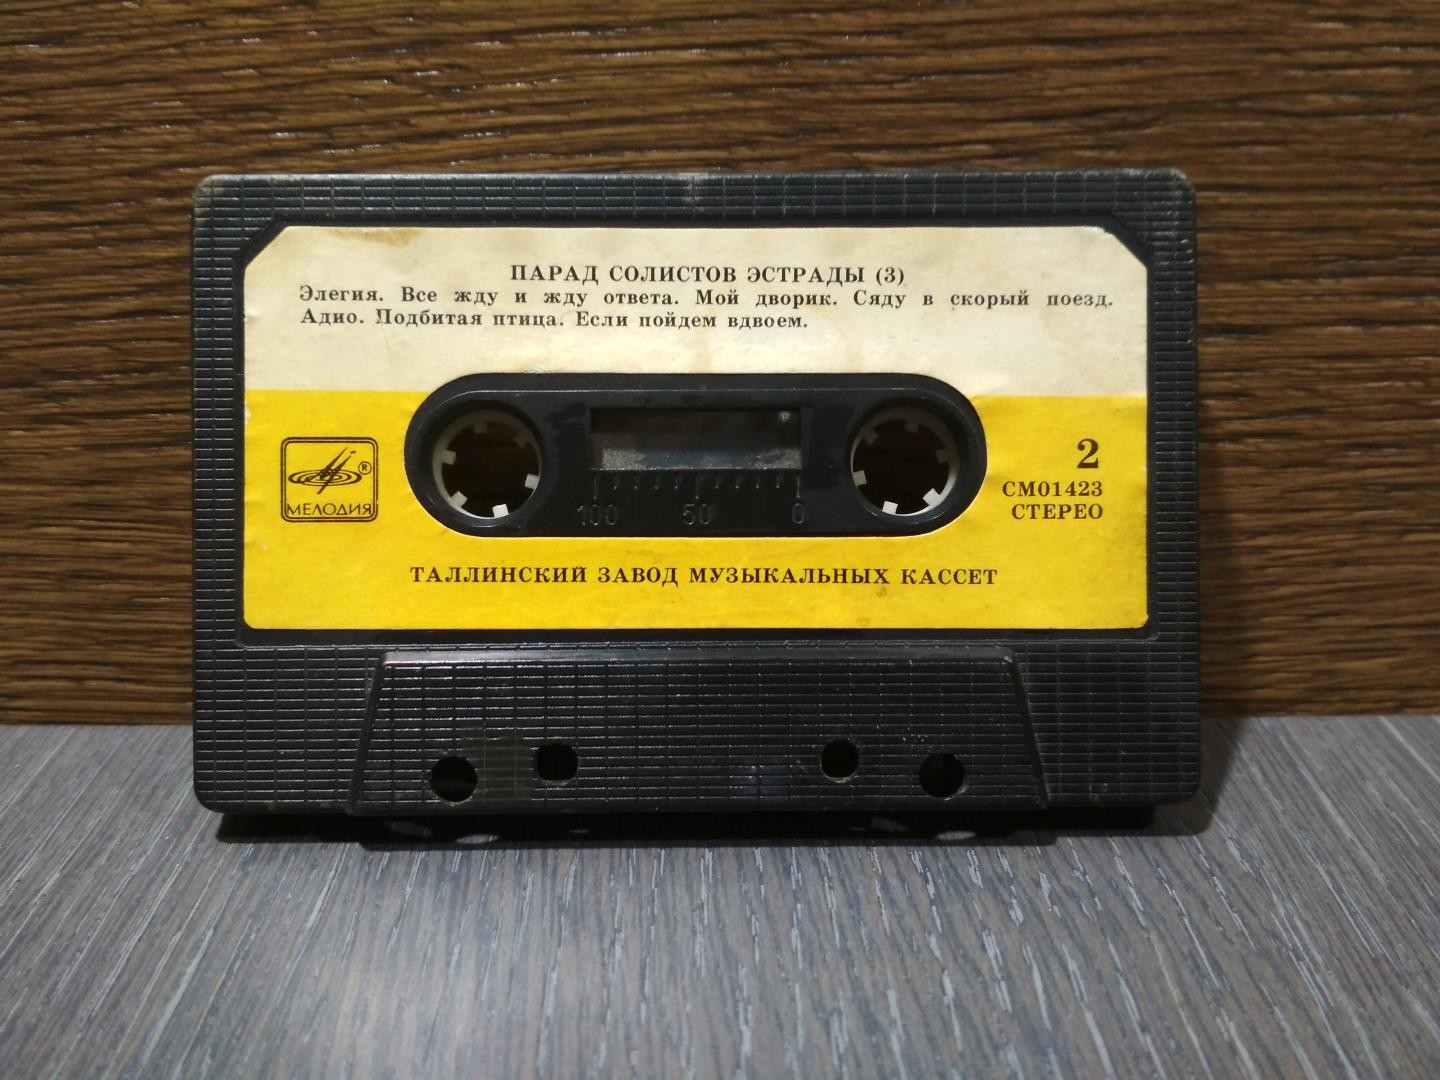 ПАРАД СОЛИСТОВ ЭСТРАДЫ (3)
Элегия. Все жду и жду ответа. Мой дворик. Сяду в скорый поезд.
Адио. Подбитая птица. Если пойдем вдвоем.
® МЕЛОДИЯ
100 50 0
2
СМ01423
СТЕРЕО
ТАЛЛИНСКИЙ ЗАВОД МУЗЫКАЛЬНЫХ КАССЕТ